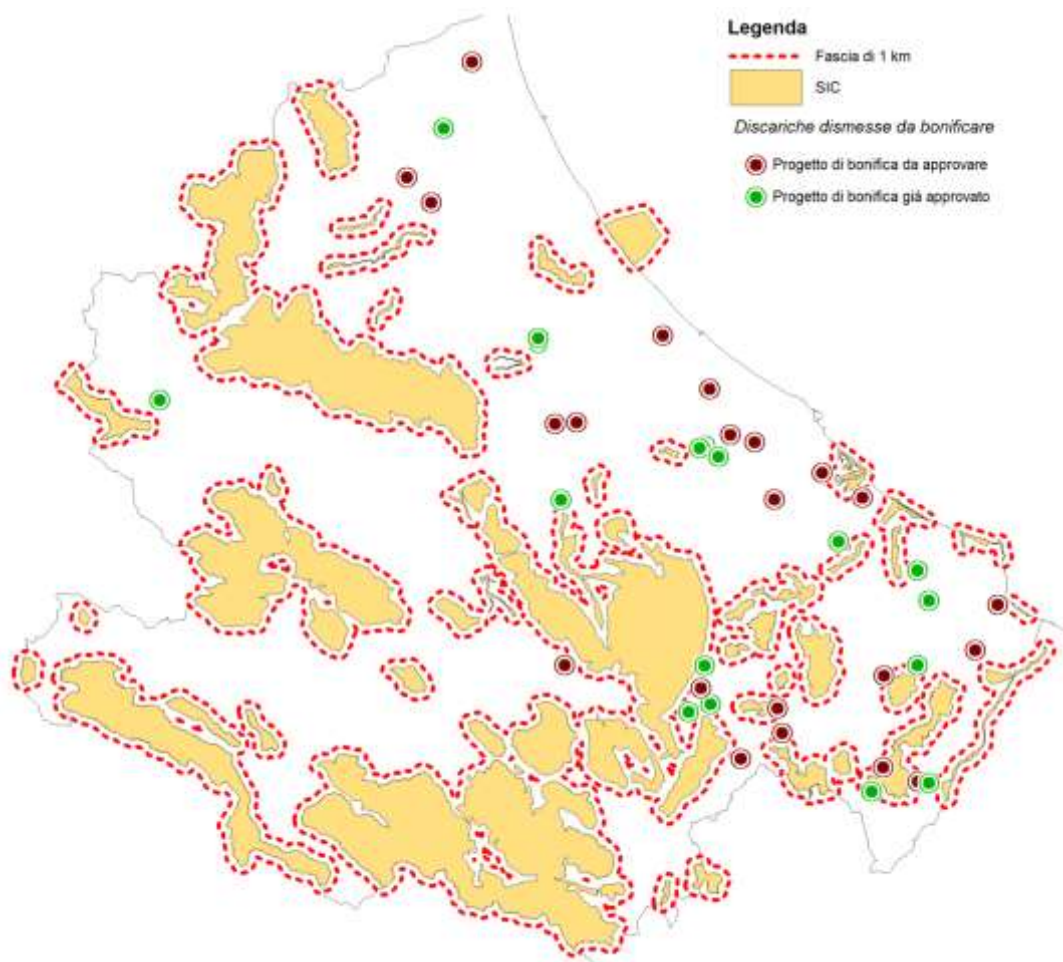 Legenda
Fascia di 1 km
SIC
Discariche dismesse da bonificare
Progetto di bonifica da approvare
Progetto di bonifica già approvato